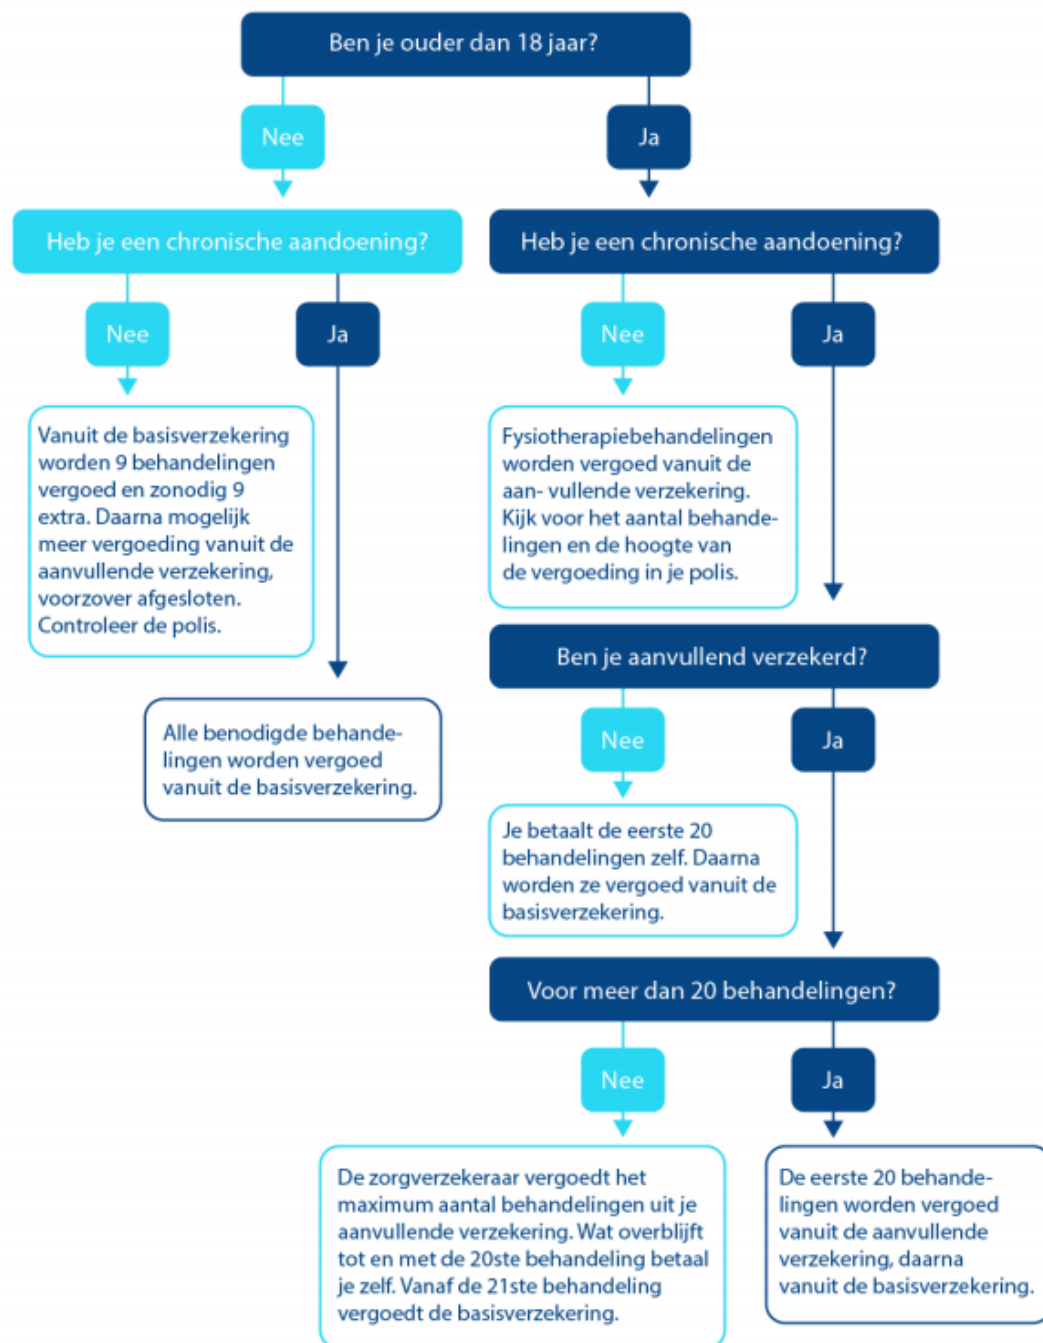 Ben je ouder dan 18 jaar?
Nee
Ja
Heb je een chronische aandoening?
Heb je een chronische aandoening?
Nee
Ja
Nee
Ja
Vanuit de basisverzekering
worden 9 behandelingen
vergoed en zonodig 9
extra. Daarna mogelijk
meer vergoeding vanuit de
aanvullende verzekering,
voorzover afgesloten.
Controleer de polis.
Alle benodigde behande-
lingen worden vergoed
vanuit de basisverzekering.
Fysiotherapiebehandelingen
worden vergoed vanuit de
aan- vullende verzekering.
Kijk voor het aantal behande-
lingen en de hoogte van
de vergoeding in je polis.
Ben je aanvullend verzekerd?
Nee
Ja
Je betaalt de eerste 20
behandelingen zelf. Daarna
worden ze vergoed vanuit de
basisverzekering.
Voor meer dan 20 behandelingen?
Nee
Ja
De zorgverzekeraar vergoedt het
maximum aantal behandelingen uit je
aanvullende verzekering. Wat overblijft
tot en met de 20ste behandeling betaal
je zelf. Vanaf de 21ste behandeling
vergoedt de basisverzekering.
De eerste 20 behande-
lingen worden vergoed
vanuit de aanvullende
verzekering, daarna
vanuit de basisverzekering.